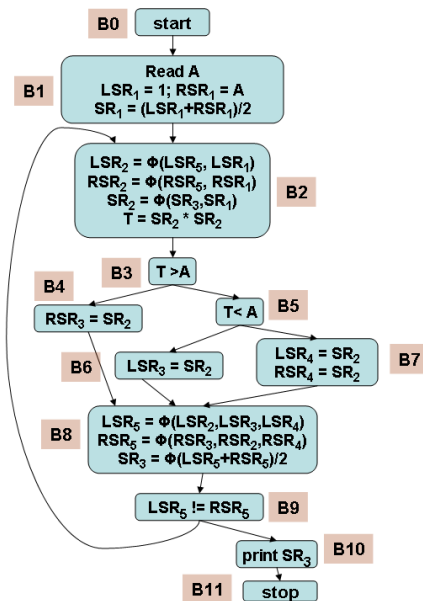 B0
start
B1
Read A
LSR₁ = 1; RSR₁ = A
SR₁ = (LSR₁+RSR₁)/2
LSR₂ = Φ(LSR₅, LSR₁)
RSR₂ = Φ(RSR₅, RSR₁)
SR₂ = Φ(SR₃,SR₁)
T = SR₂ * SR₂
B2
B3
T >A
B4
RSR₃ = SR₂
T< A
B5
B6
LSR₃ = SR₂
LSR₄ = SR₂
RSR₄ = SR₂
B7
B8
LSR₅ = Φ(LSR₂,LSR₃,LSR₄)
RSR₅ = Φ(RSR₃,RSR₂,RSR₄)
SR₃ = Φ(LSR₅+RSR₅)/2
LSR₅ != RSR₅
B9
print SR₃
B10
B11
stop